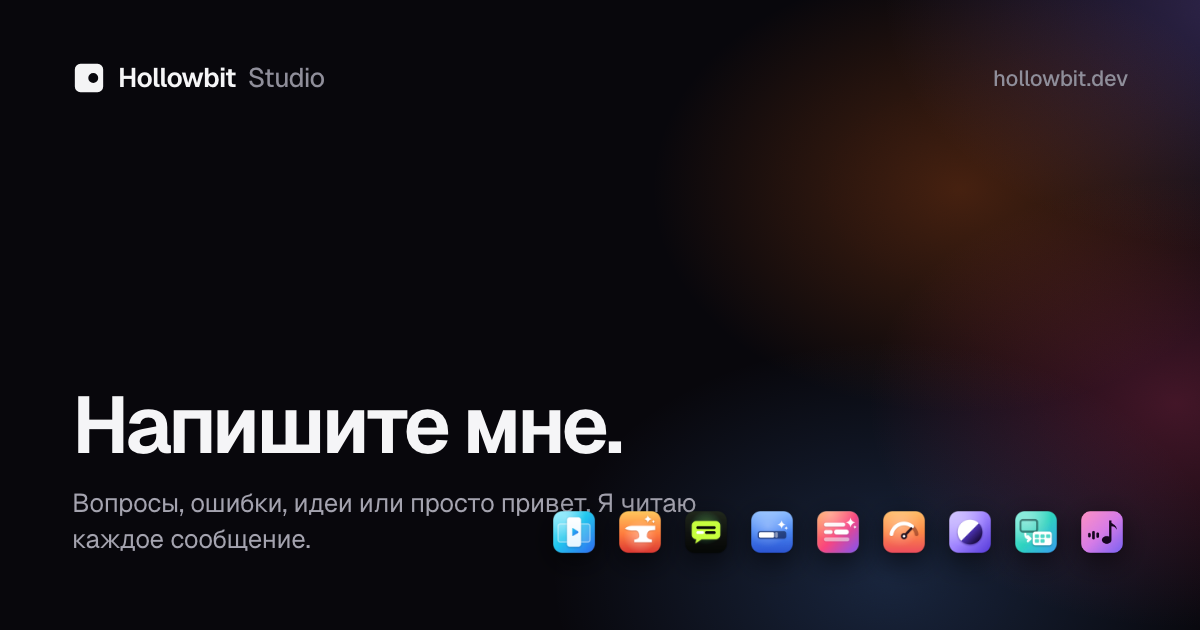 Hollowbit Studio
hollowbit.dev
Напишите мне.
Вопросы, ошибки, идеи или просто привет. Я читаю
каждое сообщение.